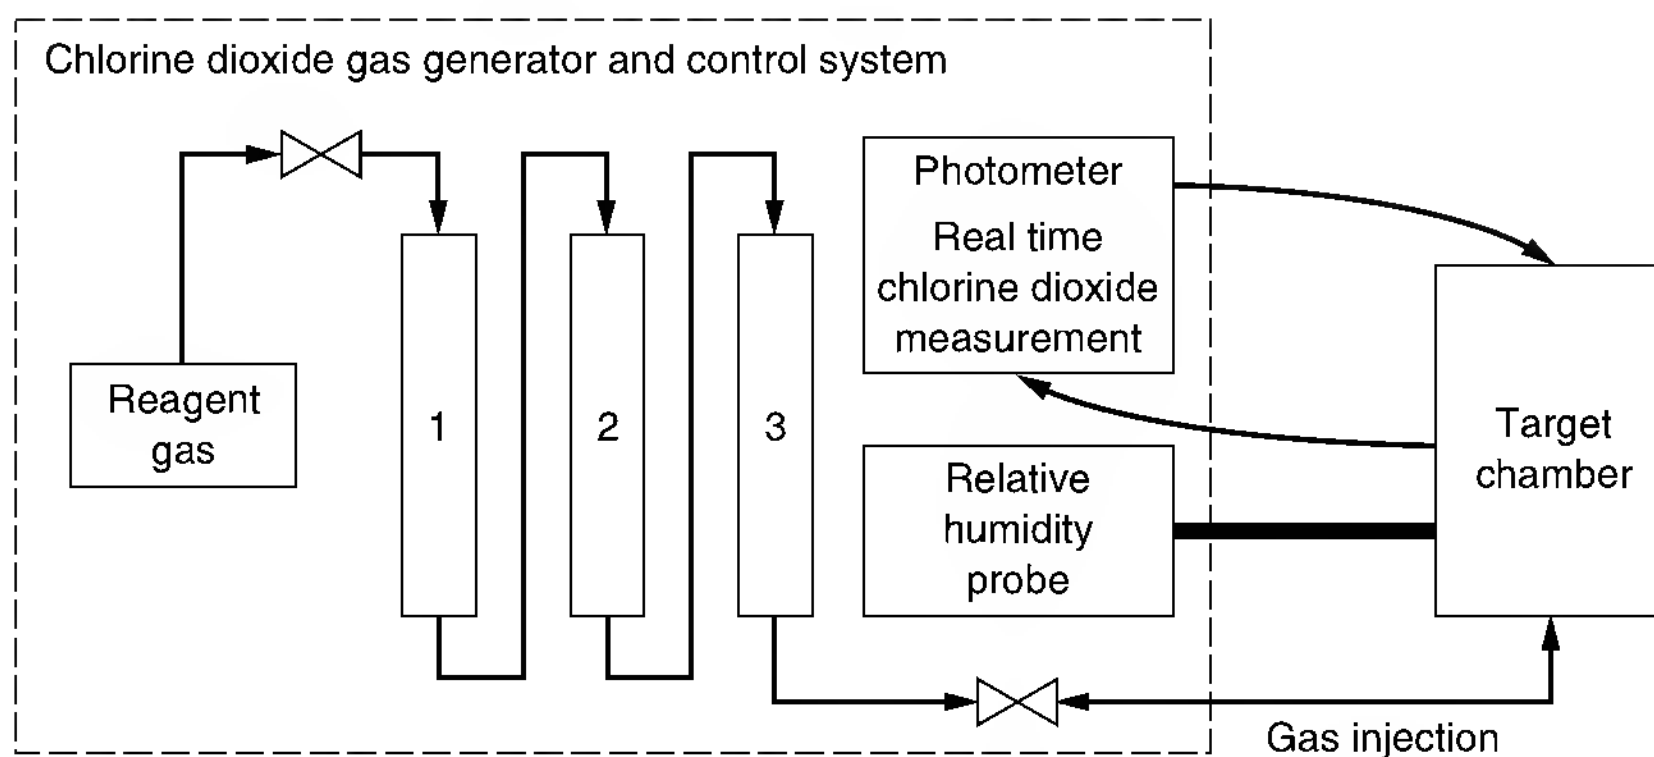 Chlorine dioxide gas generator and control system
Reagent
gas
1
2
3
Photometer
Real time
chlorine dioxide
measurement
Relative
humidity
probe
Target
chamber
Gas injection